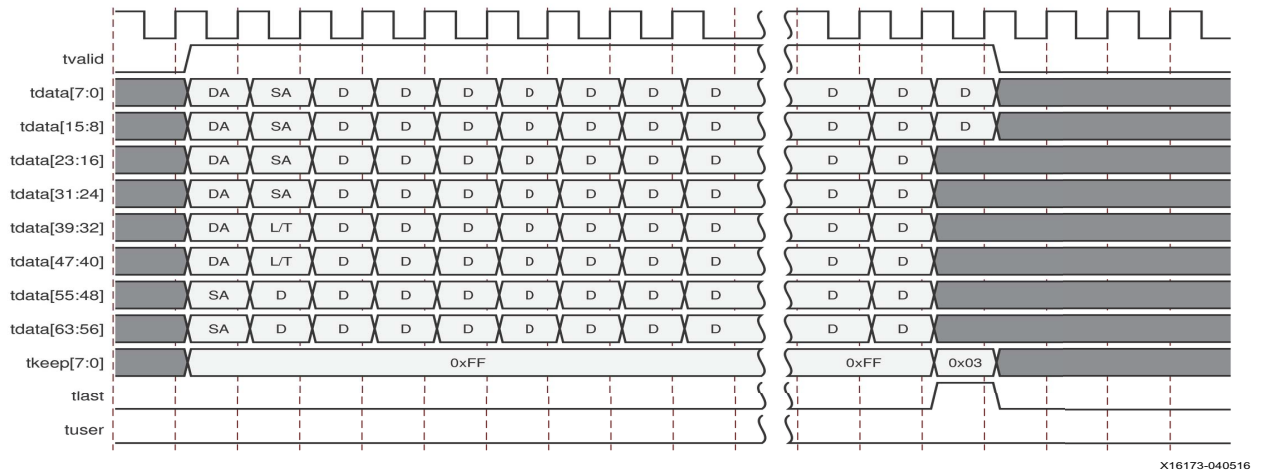 tvalid
tdata[7:0] DA SA D D D D D D D D D D
tdata[15:8] DA SA D D D D D D D D D D
tdata[23:16] DA SA D D D D D D D D D
tdata[31:24] DA SA D D D D D D D D D
tdata[39:32] DA L/T D D D D D D D D D
tdata[47:40] DA L/T D D D D D D D D D
tdata[55:48] SA D D D D D D D D D D
tdata[63:56] SA D D D D D D D D D D
tkeep[7:0] 0xFF 0xFF 0x03
tlast
tuser
X16173-040516